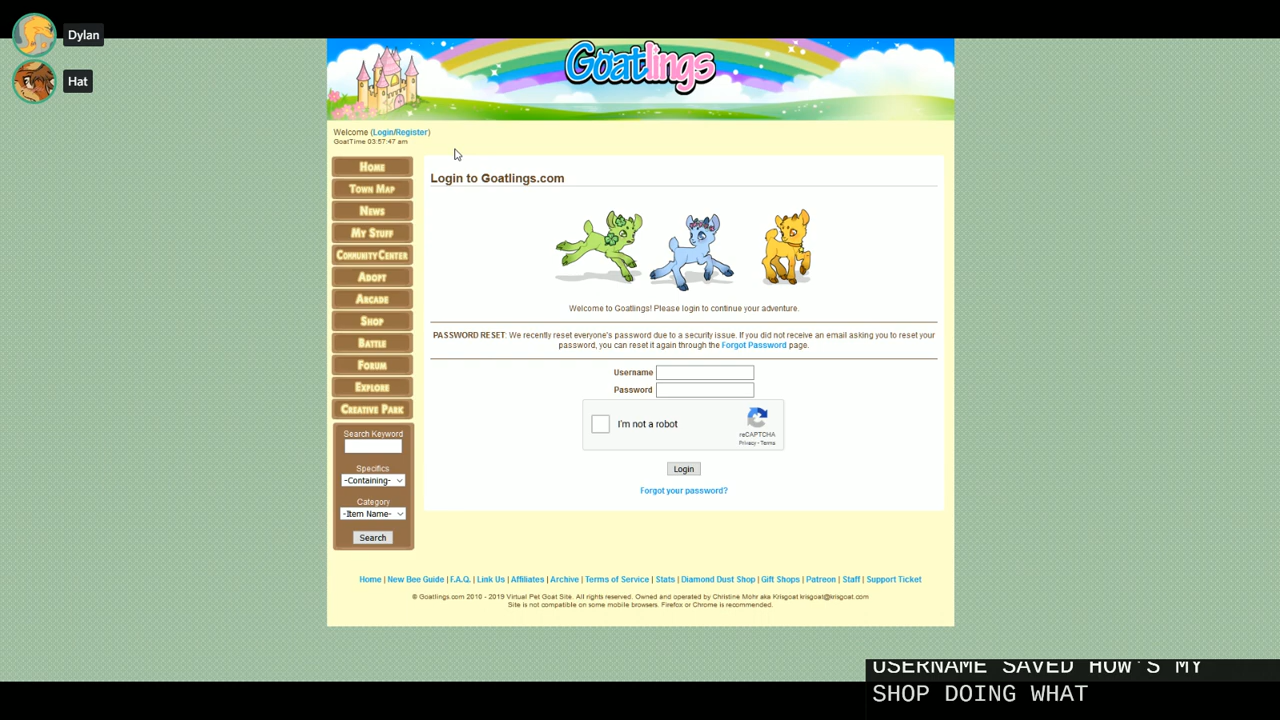 Dylan
Hat
Goatlings
Welcome (Login/Register)
GoatTime 03:57:47 am
HOME
TOWN MAP
NEWS
MY STUFF
COMMUNITY CENTER
ADOPT
ARCADE
SHOP
BATTLE
FORUM
EXPLORE
CREATIVE PARK
Search Keyword
Specifics
-Containing-
Category
-Item Name-
Search
Login to Goatlings.com
Welcome to Goatlings! Please login to continue your adventure.
PASSWORD RESET: We recently reset everyone's password due to a security issue. If you did not receive an email asking you to reset your
password, you can reset it again through the Forgot Password page.
Username
Password
I'm not a robot
reCAPTCHA
Privacy - Terms
Login
Forgot your password?
Home | New Bee Guide | F.A.Q. | Link Us | Affiliates | Archive | Terms of Service | Stats | Diamond Dust Shop | Gift Shops | Patreon | Staff | Support Ticket
© Goatlings.com 2010 - 2019 Virtual Pet Goat Site. All rights reserved. Owned and operated by Christine Mohr aka Krisgoat krisgoat@krisgoat.com
Site is not compatible on some mobile browsers. Firefox or Chrome is recommended.
USERNAME SAVED HOW'S MY
SHOP DOING WHAT